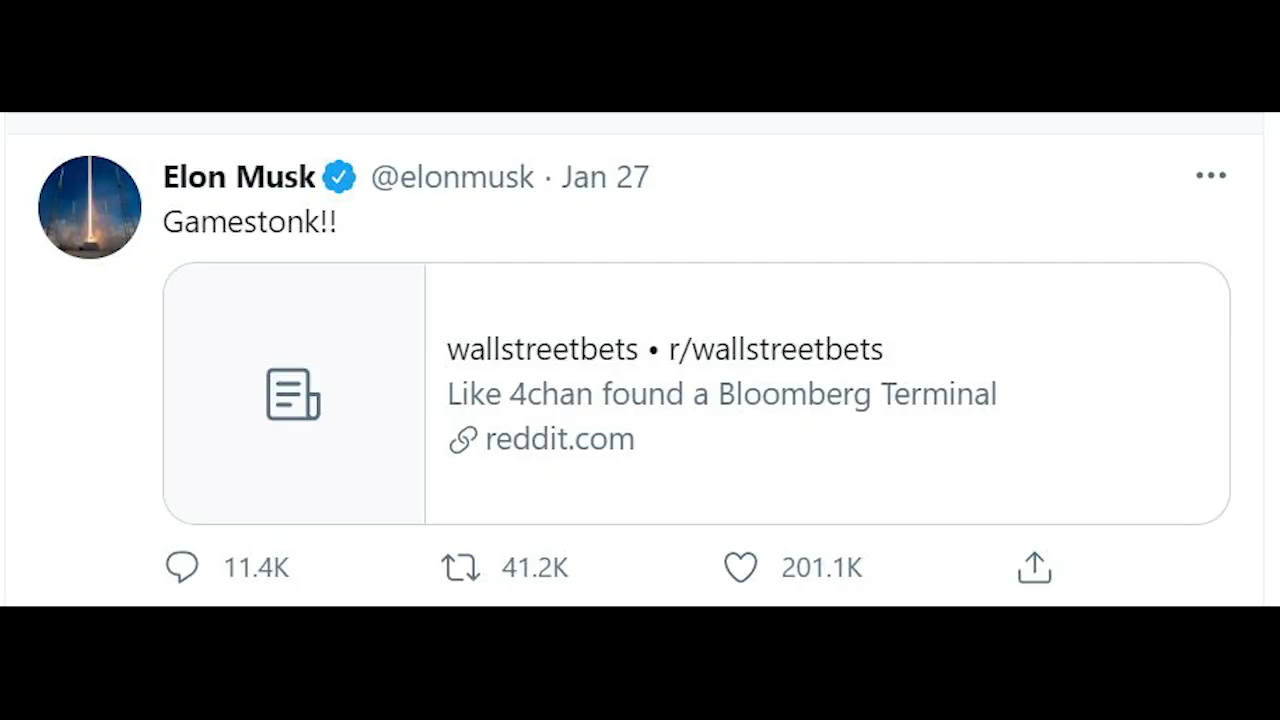 Elon Musk @elonmusk · Jan 27
Gamestonk!!
wallstreetbets • r/wallstreetbets
Like 4chan found a Bloomberg Terminal
reddit.com
11.4K 41.2K 201.1K